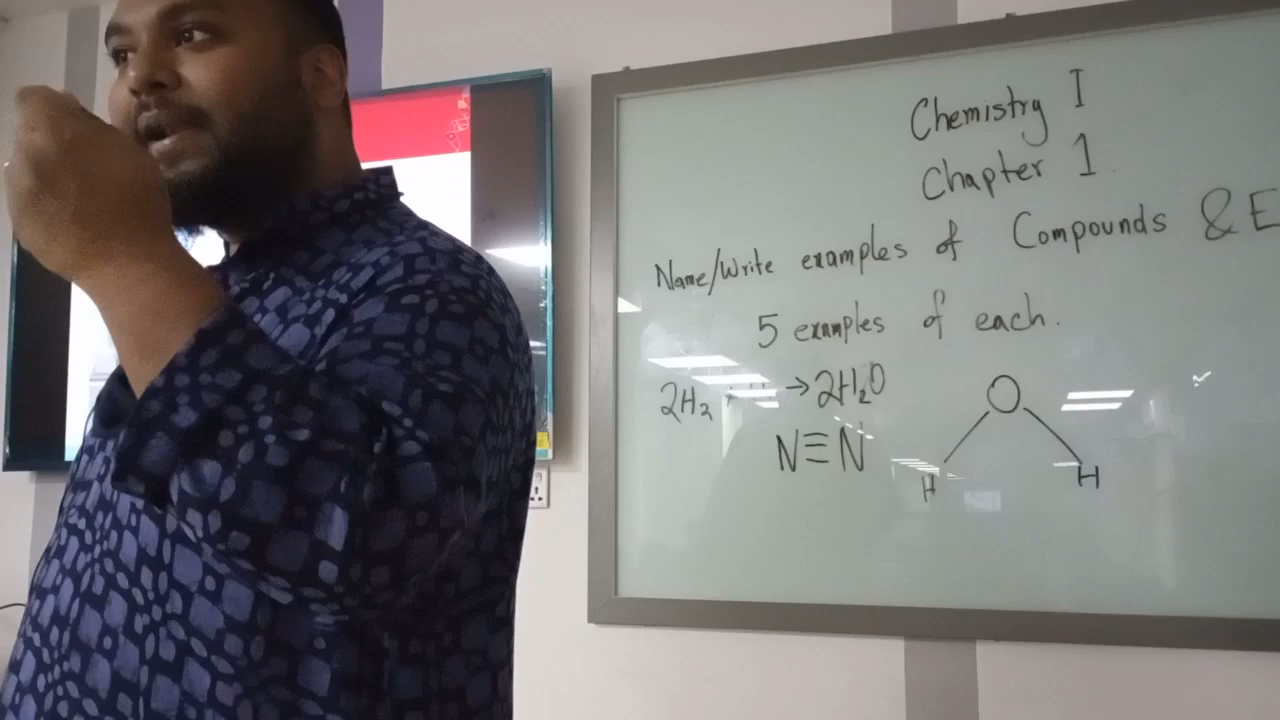 Chemistry I
Chapter 1
Name/Write examples of Compounds & E
5 examples of each.
2H₂ + → 2H₂O
N≡N
O
H H